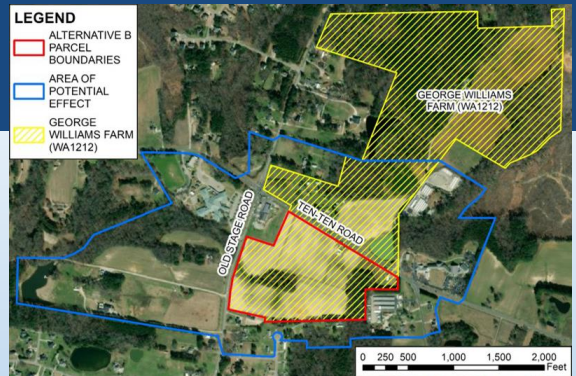 LEGEND
ALTERNATIVE B
PARCEL
BOUNDARIES
AREA OF
POTENTIAL
EFFECT
GEORGE
WILLIAMS FARM
(WA1212)
GEORGE WILLIAMS
FARM (WA1212)
OLD STAGE ROAD
TEN-TEN ROAD
0 250 500 1,000 1,500 2,000
Feet